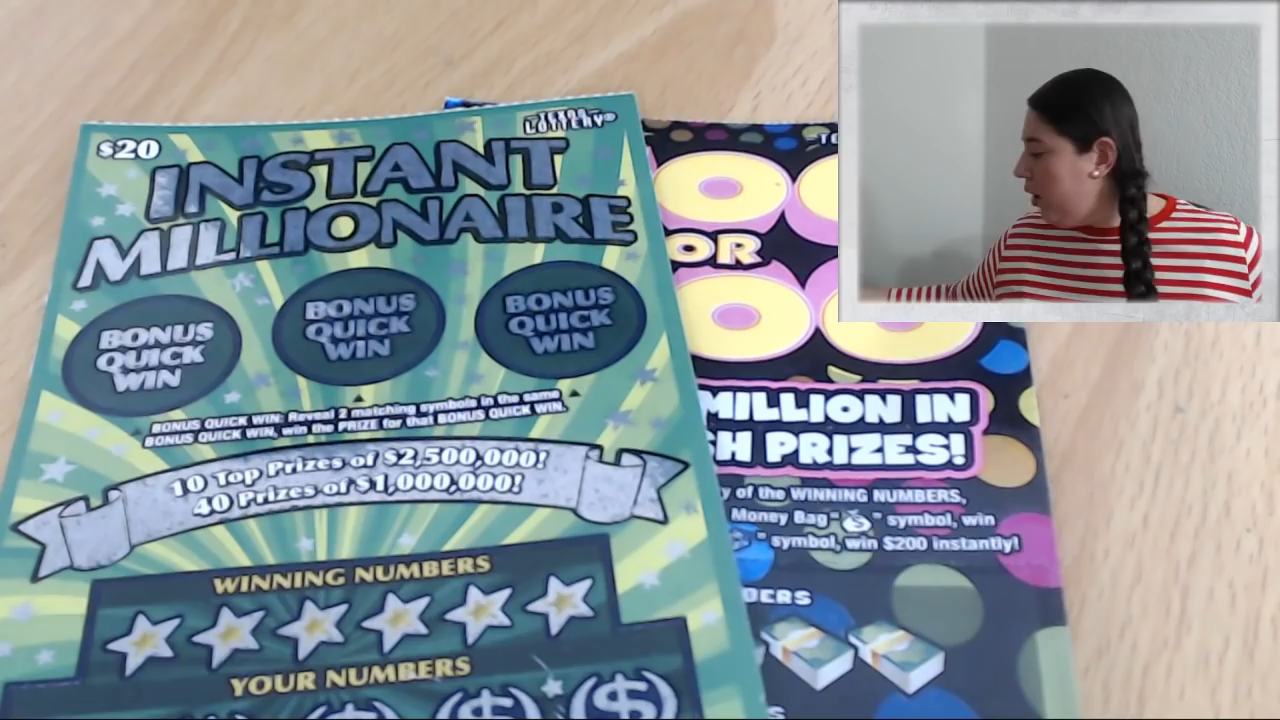 $20
TEXAS
LOTTERY®
INSTANT
MILLIONAIRE
BONUS
QUICK
WIN
BONUS
QUICK
WIN
BONUS
QUICK
WIN
BONUS QUICK WIN: Reveal 2 matching symbols in the same
BONUS QUICK WIN, win the PRIZE for that BONUS QUICK WIN.
10 Top Prizes of $2,500,000!
40 Prizes of $1,000,000!
WINNING NUMBERS
YOUR NUMBERS
OR
MILLION IN
H PRIZES!
y of the WINNING NUMBERS,
Money Bag " $ " symbol, win
" symbol, win $200 instantly!
BERS